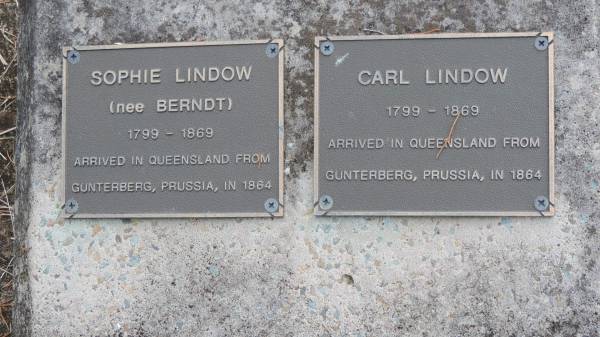 SOPHIE LINDOW
(nee BERNDT)
1799 - 1869
ARRIVED IN QUEENSLAND FROM
GUNTERBERG, PRUSSIA, IN 1864
CARL LINDOW
1799 - 1869
ARRIVED IN QUEENSLAND FROM
GUNTERBERG, PRUSSIA, IN 1864